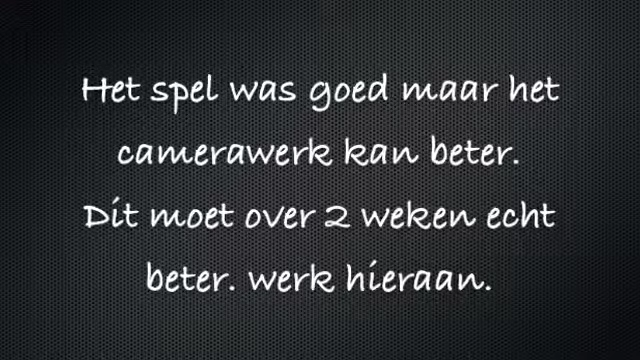 Het spel was goed maar het
camerawerk kan beter.
Dit moet over 2 weken echt
beter. werk hieraan.